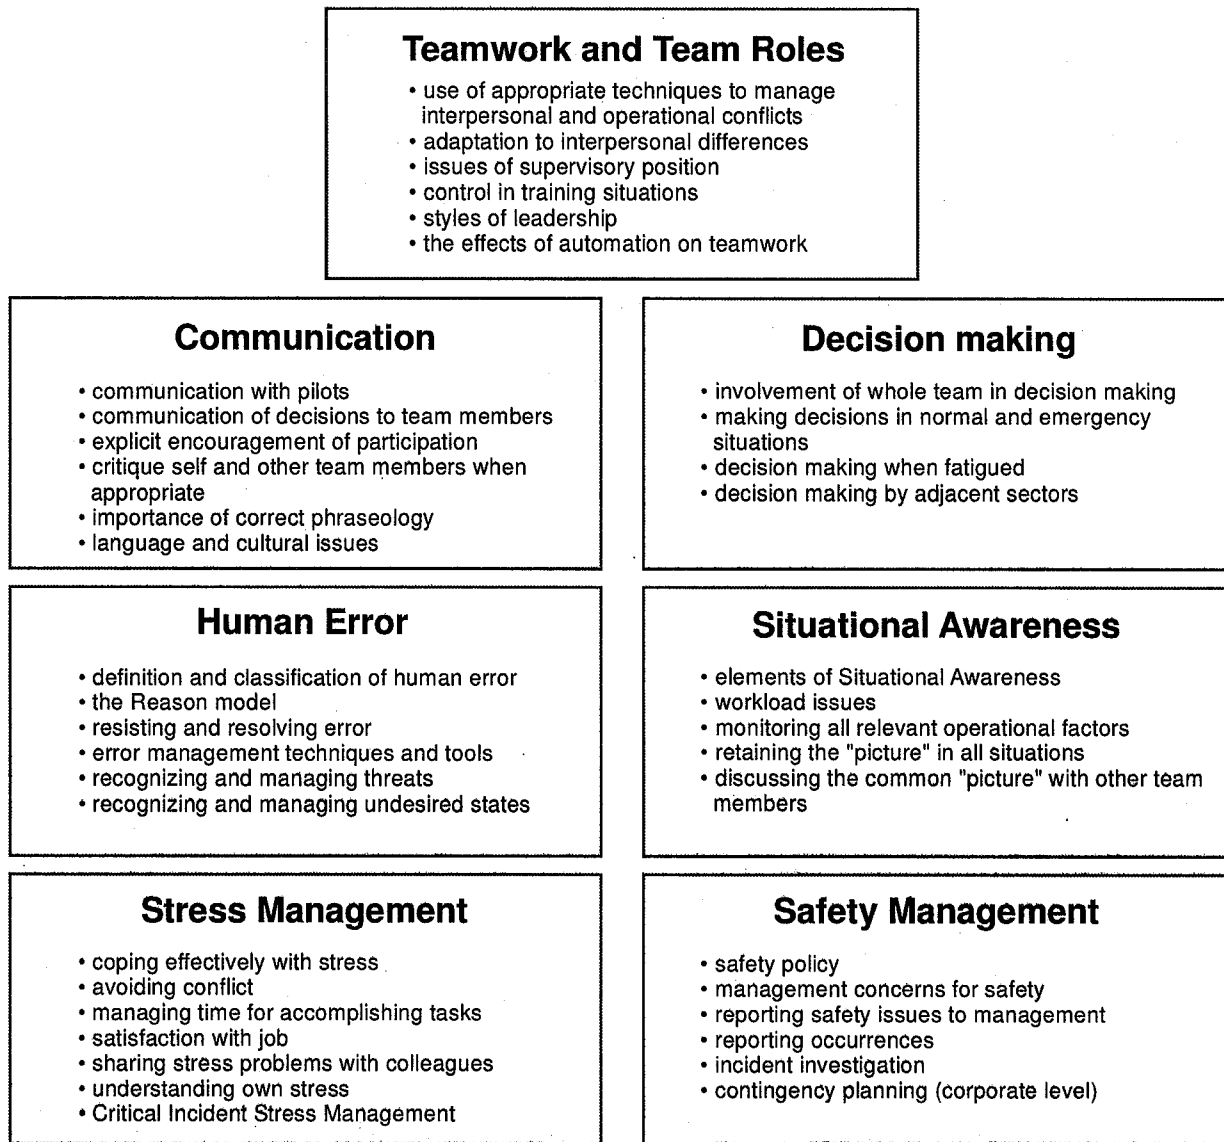 Teamwork and Team Roles
• use of appropriate techniques to manage
interpersonal and operational conflicts
• adaptation to interpersonal differences
• issues of supervisory position
• control in training situations
• styles of leadership
• the effects of automation on teamwork
Communication
• communication with pilots
• communication of decisions to team members
• explicit encouragement of participation
• critique self and other team members when
appropriate
• importance of correct phraseology
• language and cultural issues
Decision making
• involvement of whole team in decision making
• making decisions in normal and emergency
situations
• decision making when fatigued
• decision making by adjacent sectors
Human Error
• definition and classification of human error
• the Reason model
• resisting and resolving error
• error management techniques and tools
• recognizing and managing threats
• recognizing and managing undesired states
Situational Awareness
• elements of Situational Awareness
• workload issues
• monitoring all relevant operational factors
• retaining the "picture" in all situations
• discussing the common "picture" with other team
members
Stress Management
• coping effectively with stress
• avoiding conflict
• managing time for accomplishing tasks
• satisfaction with job
• sharing stress problems with colleagues
• understanding own stress
• Critical Incident Stress Management
Safety Management
• safety policy
• management concerns for safety
• reporting safety issues to management
• reporting occurrences
• incident investigation
• contingency planning (corporate level)